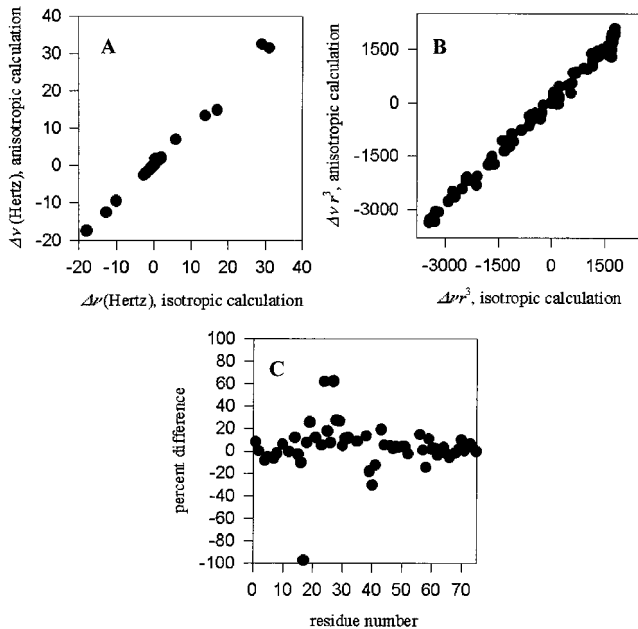 A
Δν (Hertz), anisotropic calculation
40
30
20
10
0
-10
-20
-20 -10 0 10 20 30 40
Δν (Hertz), isotropic calculation
B
Δν r³, anisotropic calculation
1500
0
-1500
-3000
-3000 -1500 0 1500
Δνr³, isotropic calculation
C
percent difference
100
80
60
40
20
0
-20
-40
-60
-80
-100
0 10 20 30 40 50 60 70
residue number